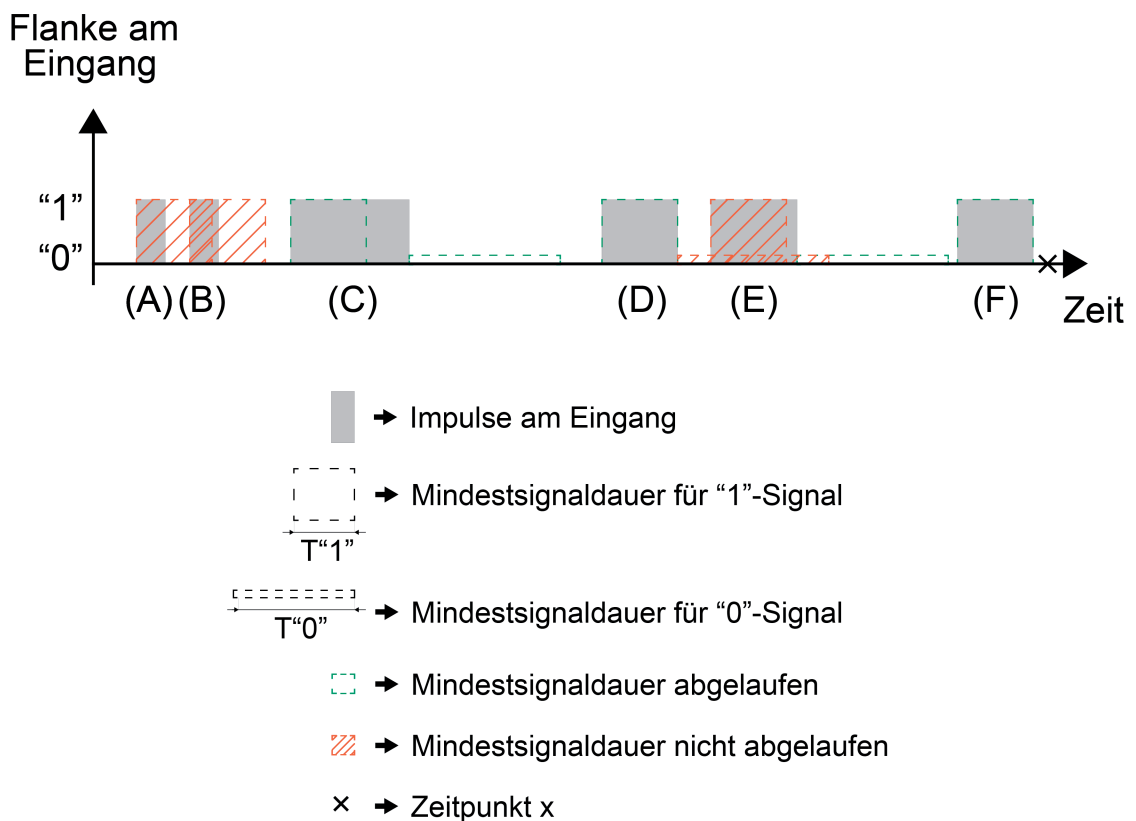 Flanke am
Eingang
“1”
“0”
(A) (B) (C) (D) (E) (F)
Zeit
Impulse am Eingang
Mindestsignaldauer für “1”-Signal
T“1”
Mindestsignaldauer für “0”-Signal
T“0”
Mindestsignaldauer abgelaufen
Mindestsignaldauer nicht abgelaufen
Zeitpunkt x